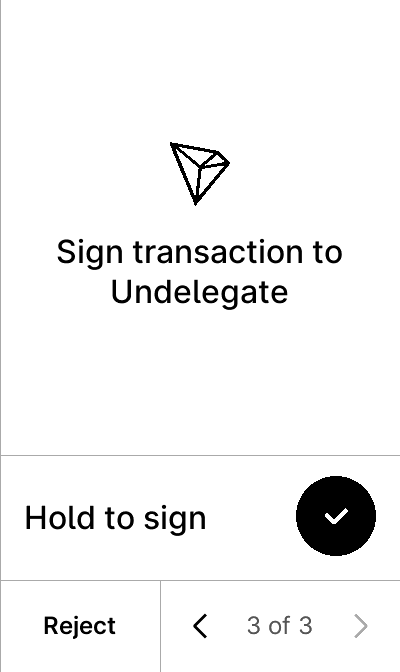 Sign transaction to
Undelegate
Hold to sign
Reject
3 of 3